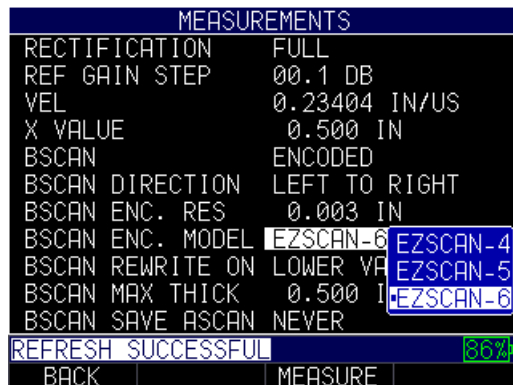 MEASUREMENTS
RECTIFICATION FULL
REF GAIN STEP 00.1 DB
VEL 0.23404 IN/US
X VALUE 0.500 IN
BSCAN ENCODED
BSCAN DIRECTION LEFT TO RIGHT
BSCAN ENC. RES 0.003 IN
BSCAN ENC. MODEL EZSCAN-6
EZSCAN-4
BSCAN REWRITE ON LOWER VA
EZSCAN-5
BSCAN MAX THICK 0.500 I
EZSCAN-6
BSCAN SAVE ASCAN NEVER
REFRESH SUCCESSFUL 86%
BACK MEASURE